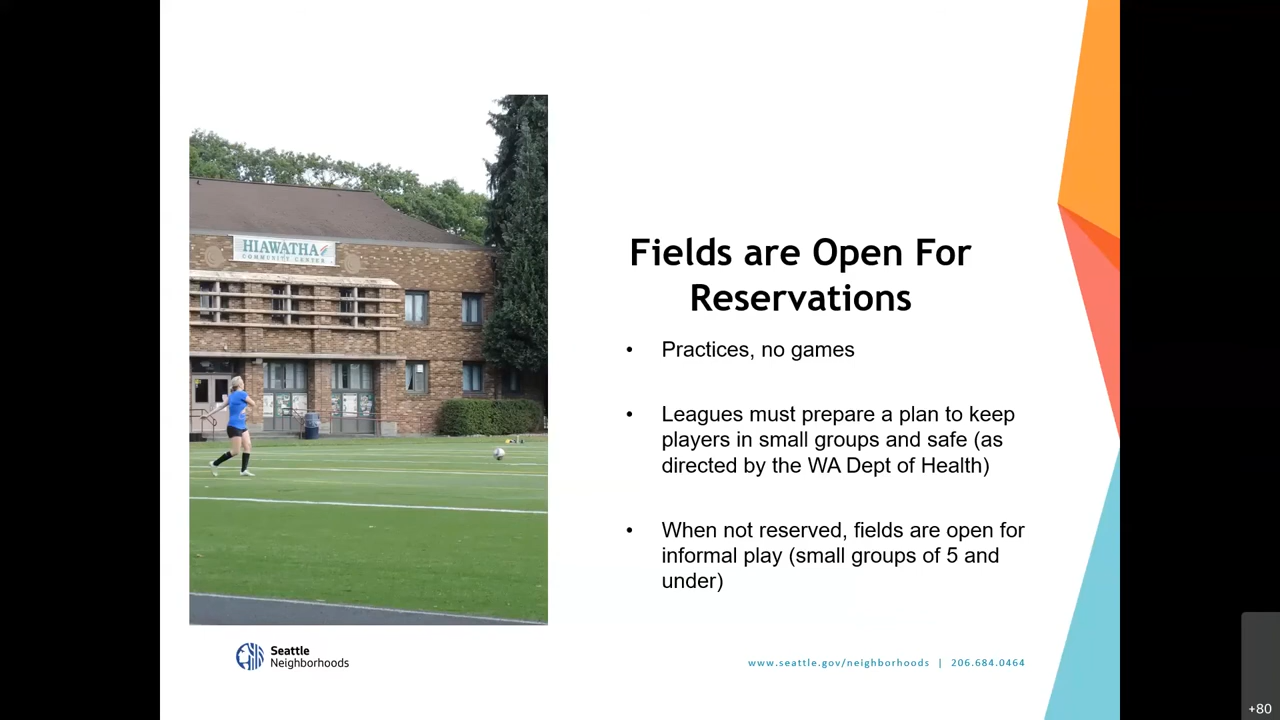 HIAWATHA
COMMUNITY CENTER
Fields are Open For
Reservations
• Practices, no games
• Leagues must prepare a plan to keep
players in small groups and safe (as
directed by the WA Dept of Health)
• When not reserved, fields are open for
informal play (small groups of 5 and
under)
Seattle
Neighborhoods
www.seattle.gov/neighborhoods | 206.684.0464
+80